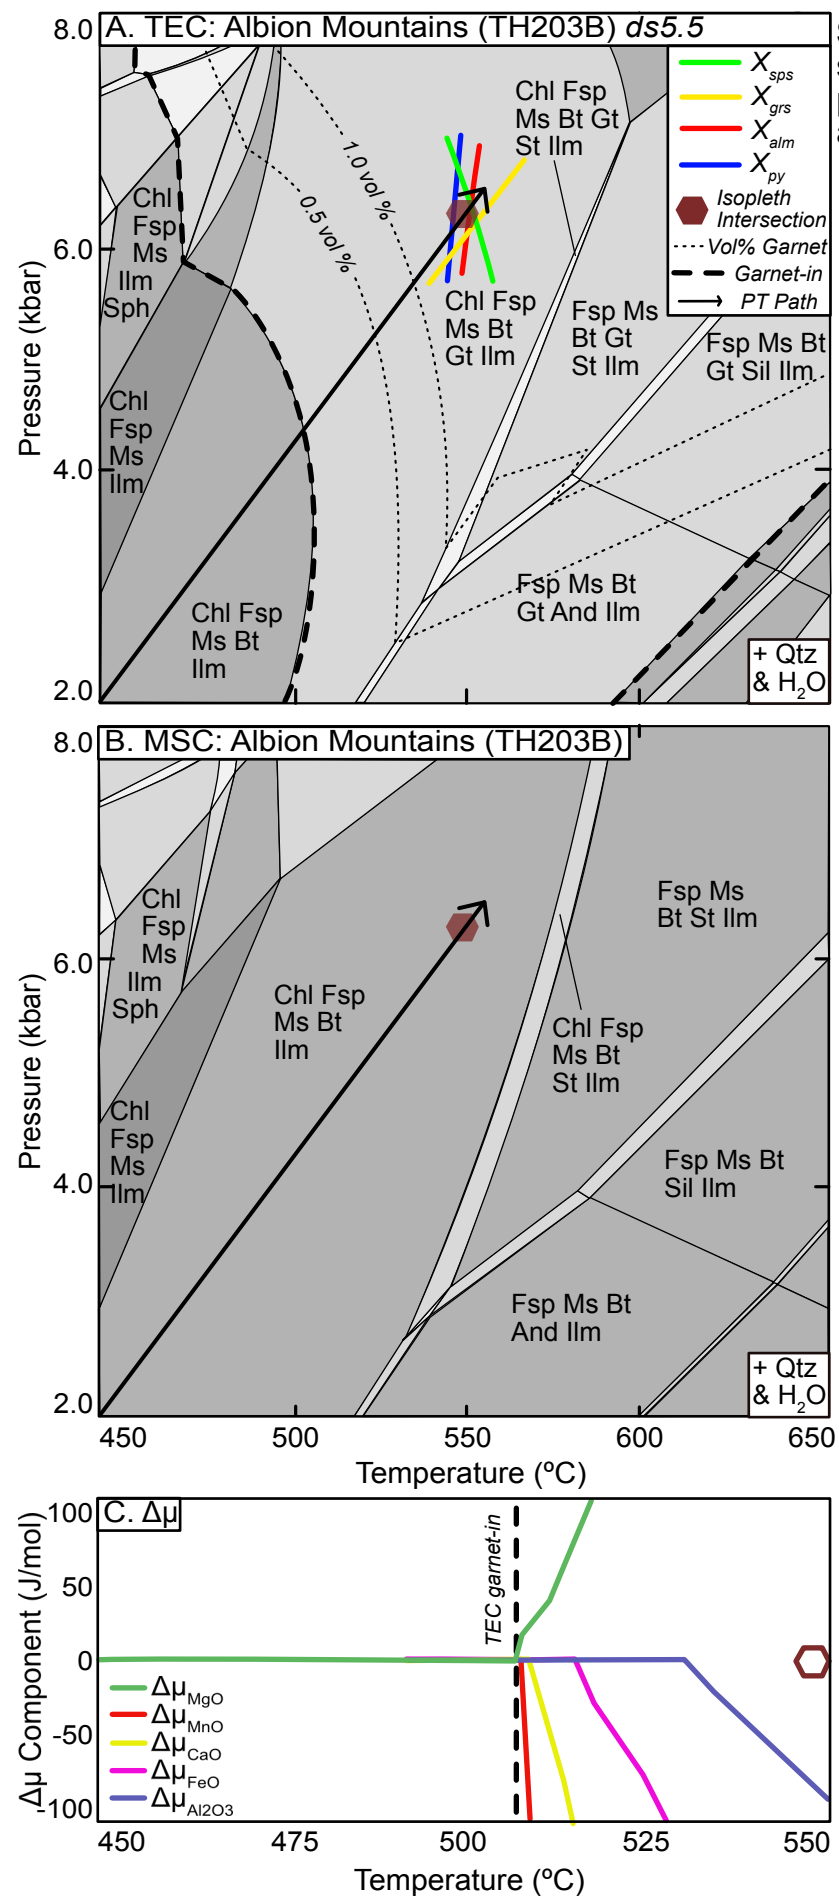 A. TEC: Albion Mountains (TH203B) ds5.5
8.0
6.0
4.0
2.0
Pressure (kbar)
Xsps
Xgrs
Xalm
Xpy
Isopleth
Intersection
Vol% Garnet
Garnet-in
PT Path
Chl Fsp
Ms Bt Gt
St Ilm
1.0 vol %
0.5 vol %
Chl
Fsp
Ms
Ilm
Sph
Chl Fsp
Ms Bt
Gt Ilm
Fsp Ms
Bt Gt
St Ilm
Fsp Ms Bt
Gt Sil Ilm
Chl
Fsp
Ms
Ilm
Chl Fsp
Ms Bt
Ilm
Fsp Ms Bt
Gt And Ilm
+ Qtz
& H2O
B. MSC: Albion Mountains (TH203B)
8.0
6.0
4.0
2.0
Pressure (kbar)
Chl
Fsp
Ms
Ilm
Sph
Fsp Ms
Bt St Ilm
Chl Fsp
Ms Bt
Ilm
Chl Fsp
Ms Bt
St Ilm
Chl
Fsp
Ms
Ilm
Fsp Ms Bt
Sil Ilm
Fsp Ms Bt
And Ilm
+ Qtz
& H2O
450 500 550 600 650
Temperature (ºC)
C. Δμ
100
50
0
-50
-100
Δμ Component (J/mol)
TEC garnet-in
ΔμMgO
ΔμMnO
ΔμCaO
ΔμFeO
ΔμAl2O3
450 475 500 525 550
Temperature (ºC)